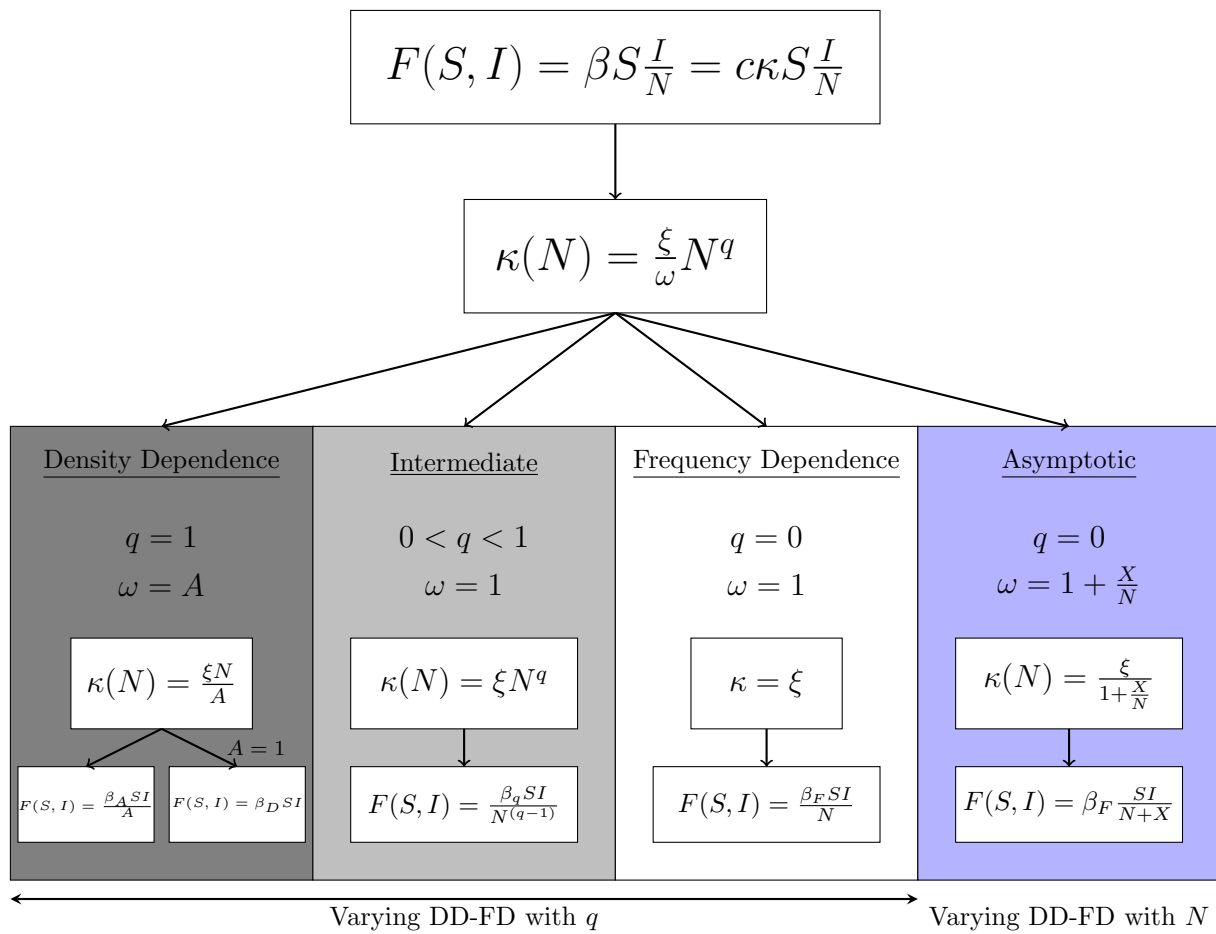 F(S, I) = βS I/N = cκS I/N
κ(N) = ξ/ω N^q
Density Dependence
q = 1
ω = A
κ(N) = ξN/A
A = 1
F(S, I) = β_A SI/A
F(S, I) = β_D SI
Intermediate
0 < q < 1
ω = 1
κ(N) = ξN^q
F(S, I) = β_q SI/N^(q−1)
Frequency Dependence
q = 0
ω = 1
κ = ξ
F(S, I) = β_F SI/N
Asymptotic
q = 0
ω = 1 + X/N
κ(N) = ξ/(1+X/N)
F(S, I) = β_F SI/(N+X)
Varying DD-FD with q
Varying DD-FD with N